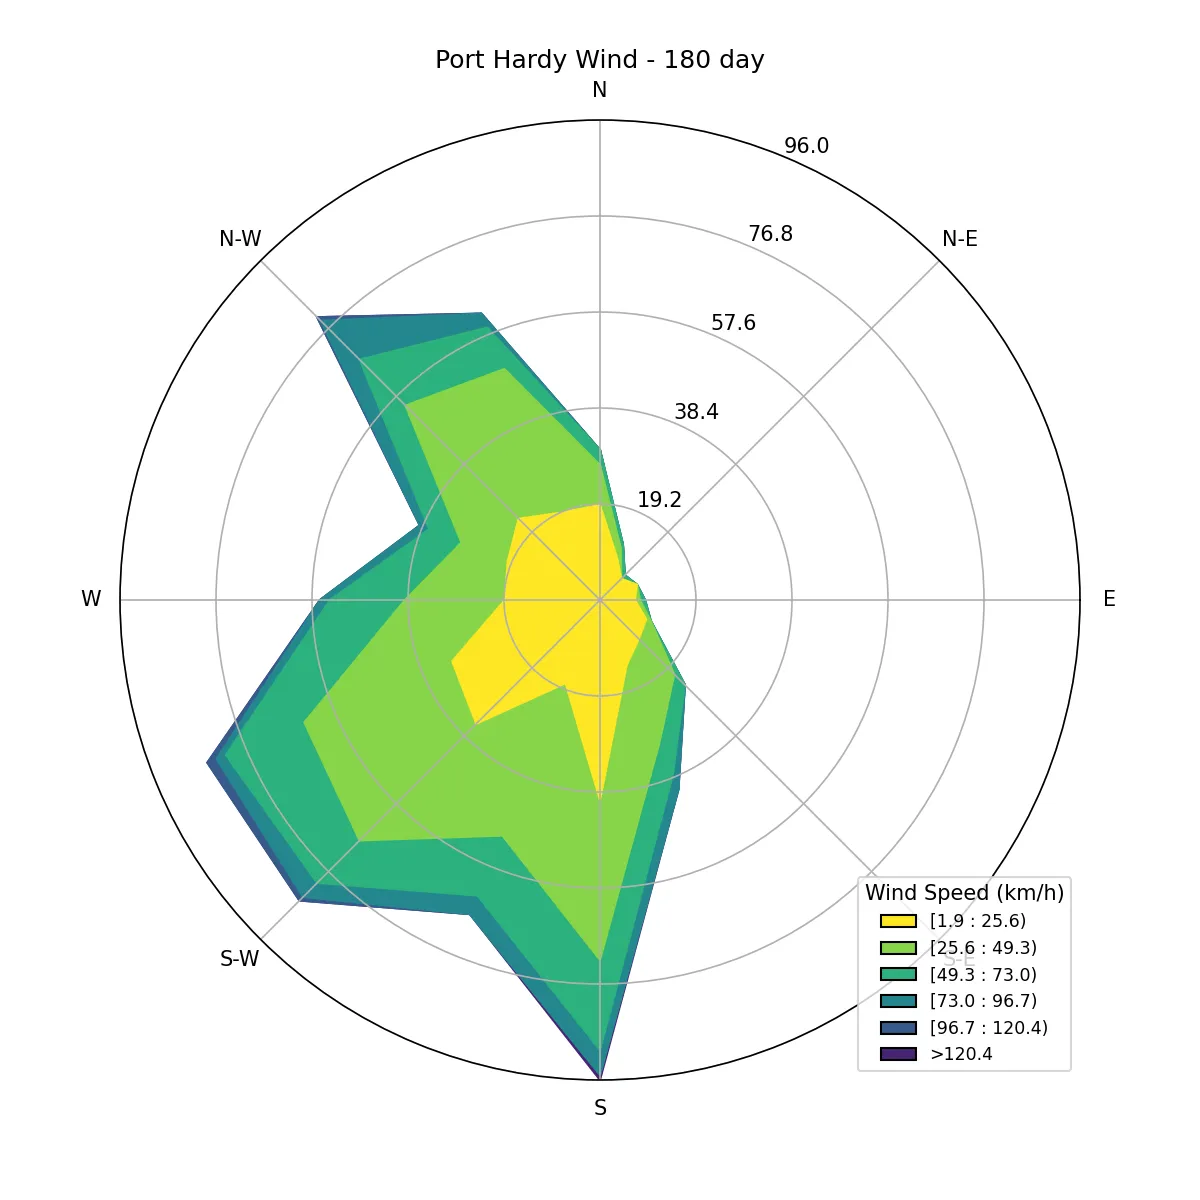 Port Hardy Wind - 180 day
N
96.0
76.8
N-W
N-E
57.6
38.4
19.2
W
E
Wind Speed (km/h)
[1.9 : 25.6)
[25.6 : 49.3)
S-W
S-E
[49.3 : 73.0)
[73.0 : 96.7)
[96.7 : 120.4)
>120.4
S